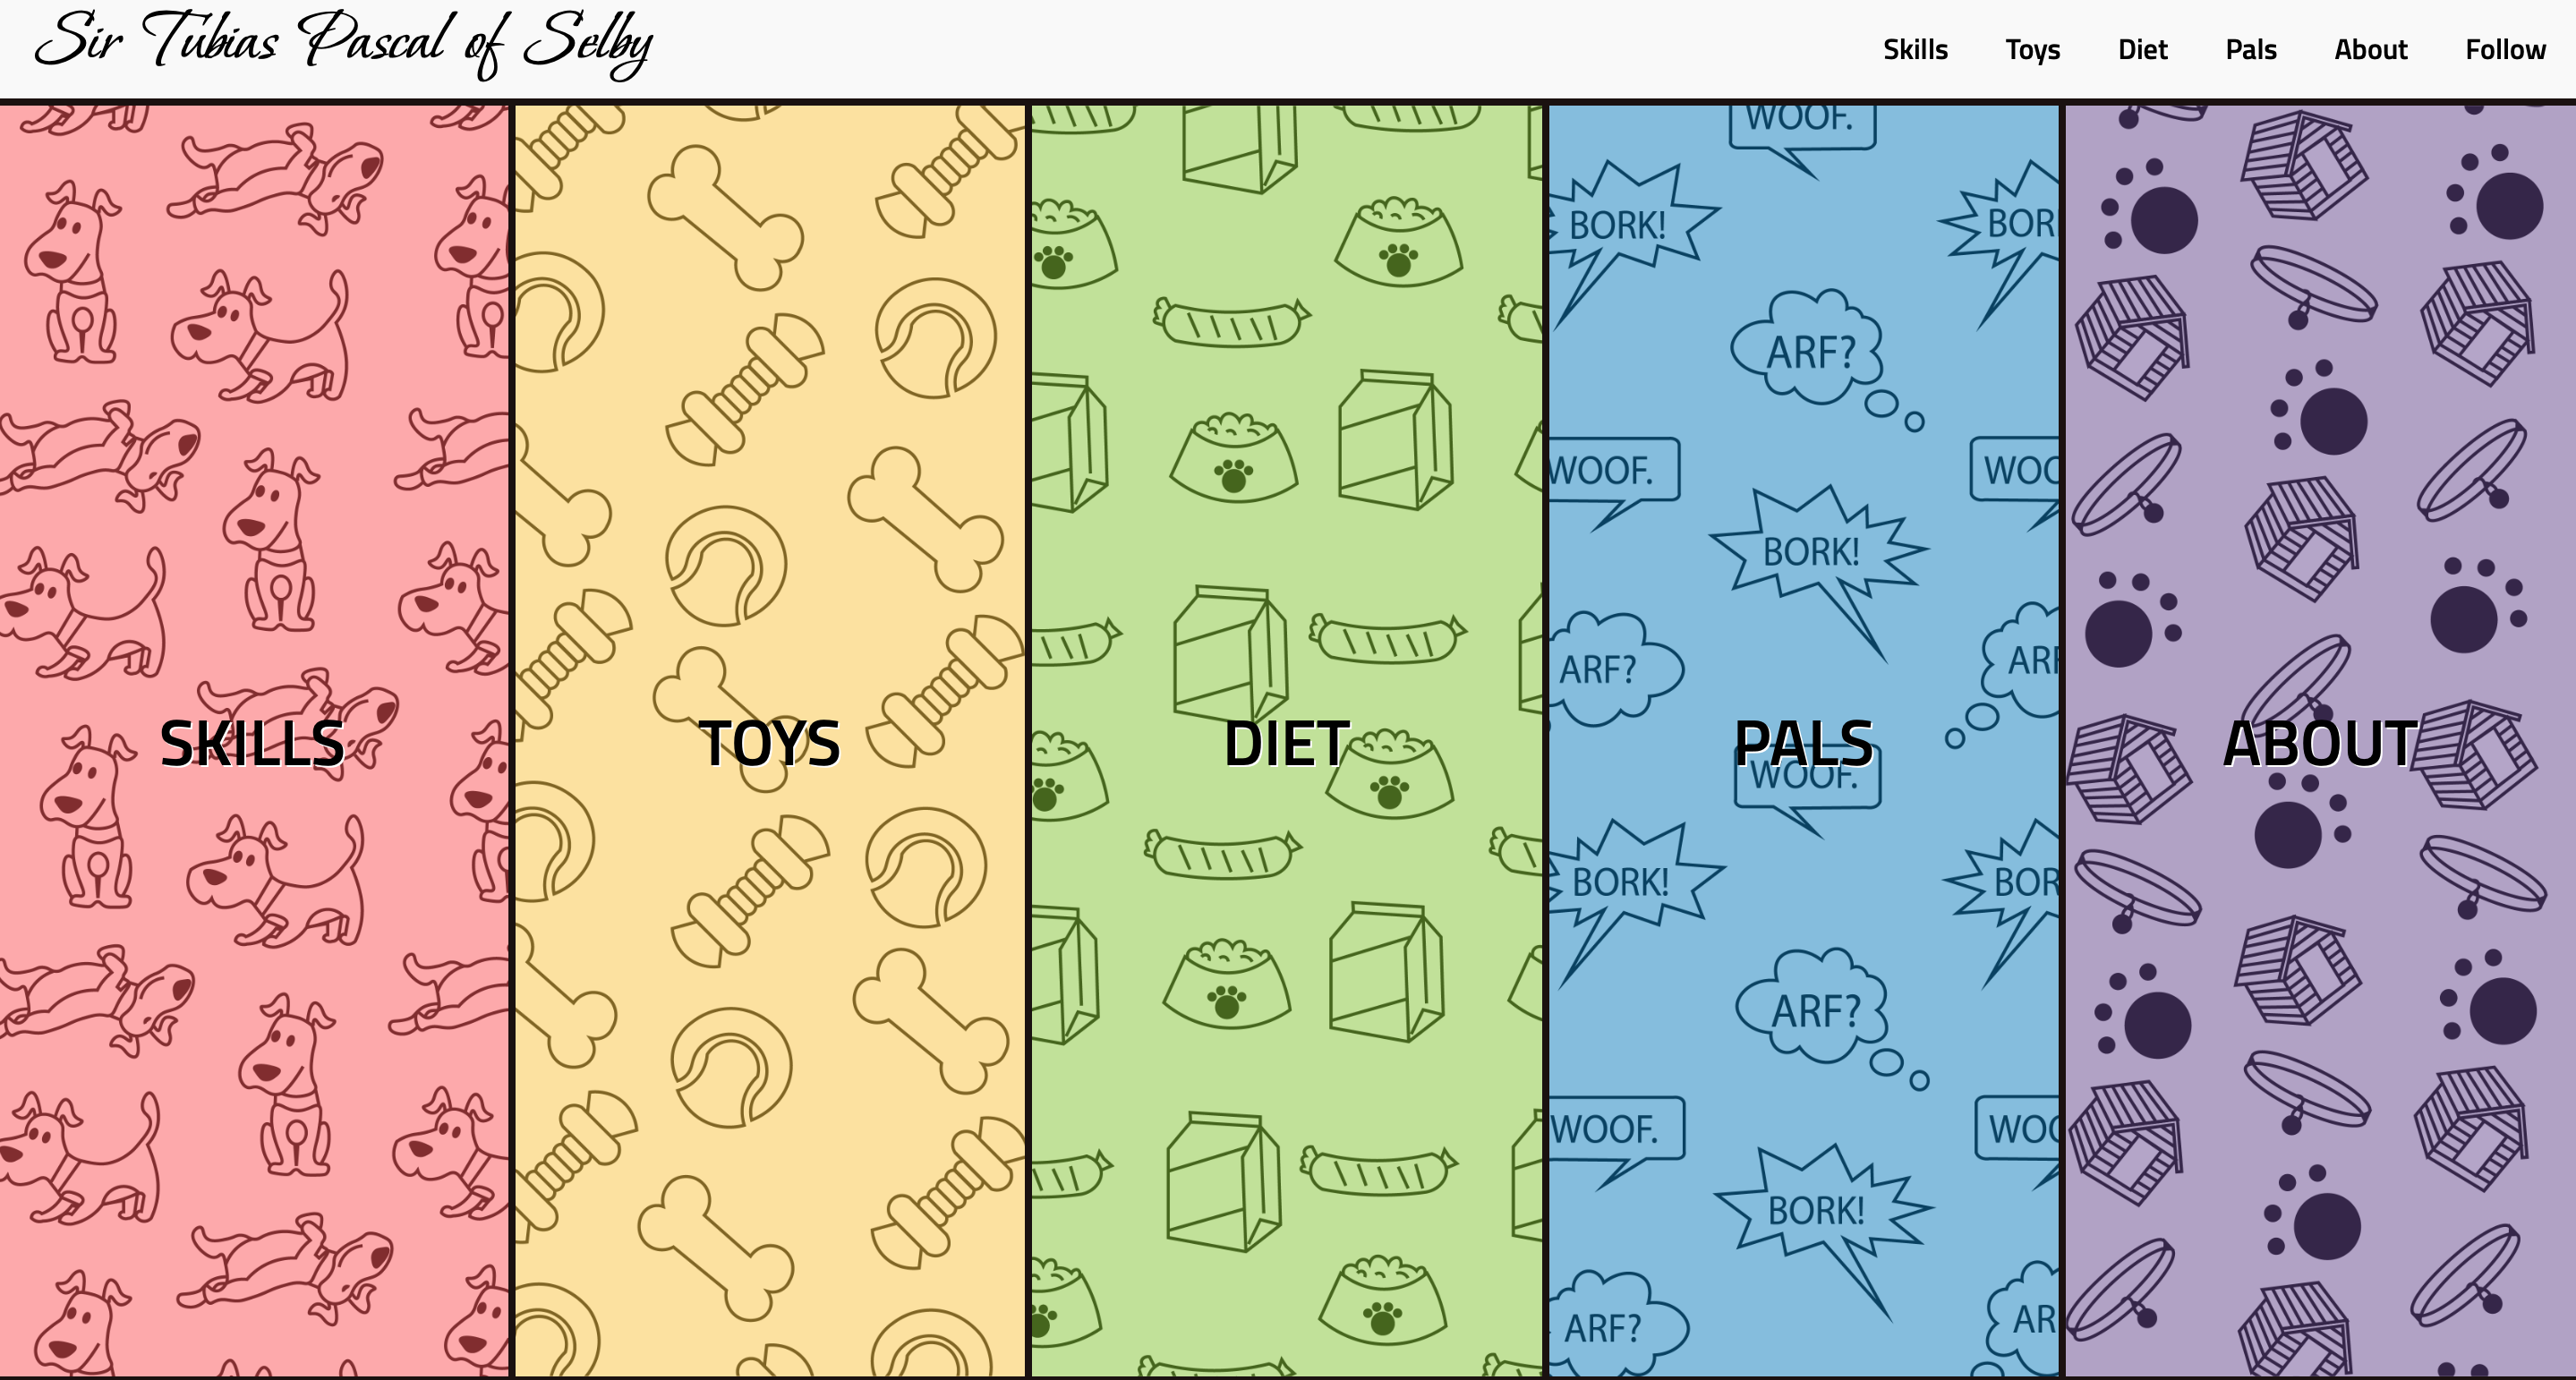 Sir Tubias Pascal of Selby
Skills Toys Diet Pals About Follow
SKILLS
TOYS
DIET
WOOF.
BORK!
BOR
ARF?
WOOF.
WOO
BORK!
ARF?
ARF
PALS
WOOF.
BORK!
BOR
ARF?
WOOF.
WOO
BORK!
ARF?
AR
ABOUT